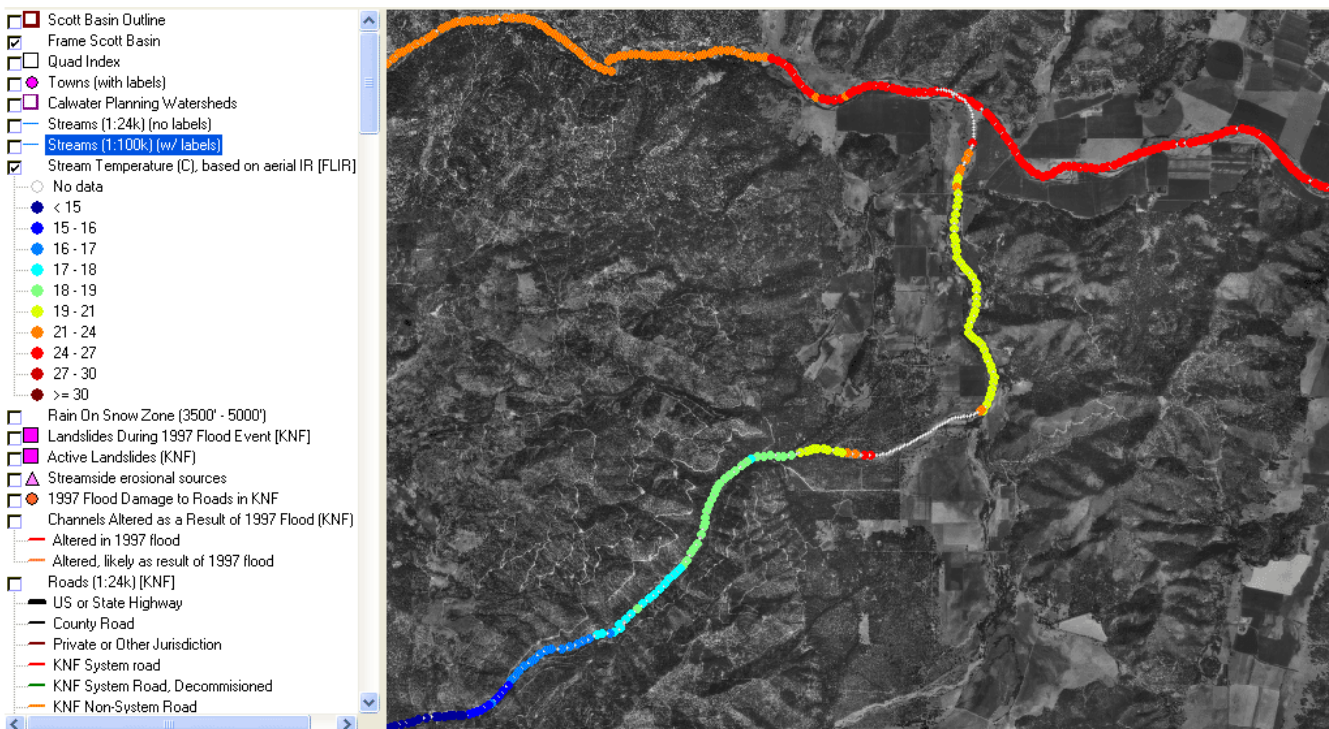 Scott Basin Outline
Frame Scott Basin
Quad Index
Towns (with labels)
Calwater Planning Watersheds
Streams (1:24k) (no labels)
Streams (1:100k) (w/ labels)
Stream Temperature (C), based on aerial IR [FLIR]
No data
< 15
15 - 16
16 - 17
17 - 18
18 - 19
19 - 21
21 - 24
24 - 27
27 - 30
>= 30
Rain On Snow Zone (3500' - 5000')
Landslides During 1997 Flood Event [KNF]
Active Landslides (KNF)
Streamside erosional sources
1997 Flood Damage to Roads in KNF
Channels Altered as a Result of 1997 Flood (KNF)
Altered in 1997 flood
Altered, likely as result of 1997 flood
Roads (1:24k) [KNF]
US or State Highway
County Road
Private or Other Jurisdiction
KNF System road
KNF System Road, Decommisioned
KNF Non-System Road